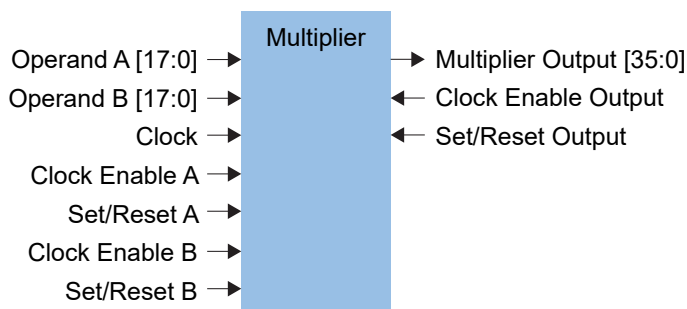 Multiplier
Operand A [17:0]
Operand B [17:0]
Clock
Clock Enable A
Set/Reset A
Clock Enable B
Set/Reset B
Multiplier Output [35:0]
Clock Enable Output
Set/Reset Output